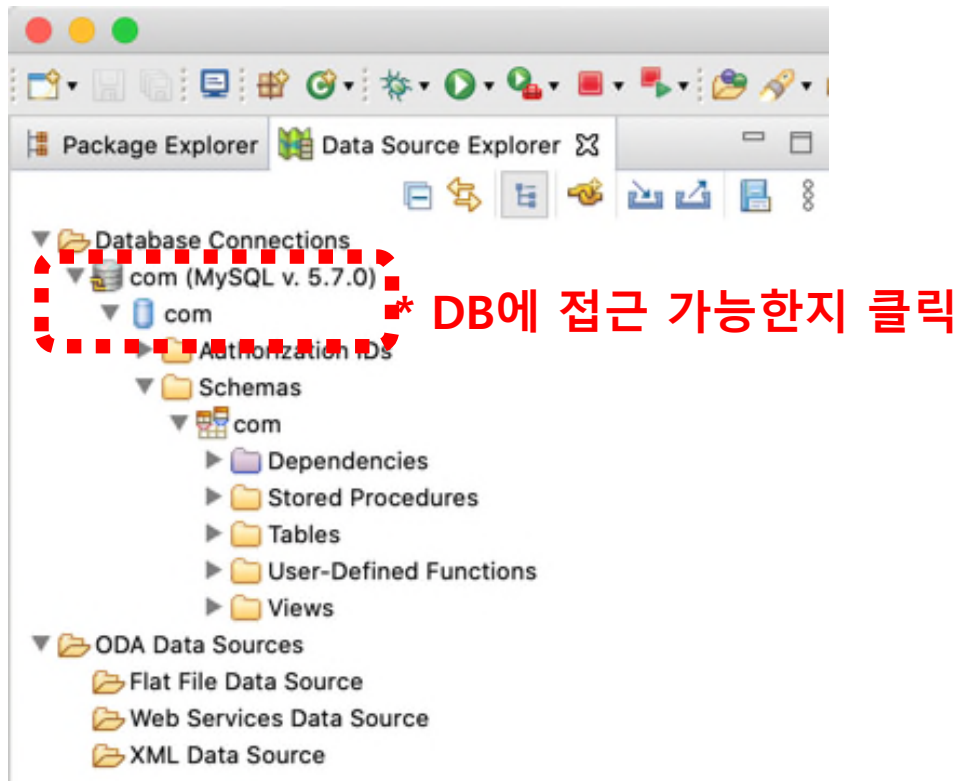 Package Explorer Data Source Explorer
Database Connections
com (MySQL v. 5.7.0)
com
* DB에 접근 가능한지 클릭
Authorization IDs
Schemas
com
Dependencies
Stored Procedures
Tables
User-Defined Functions
Views
ODA Data Sources
Flat File Data Source
Web Services Data Source
XML Data Source